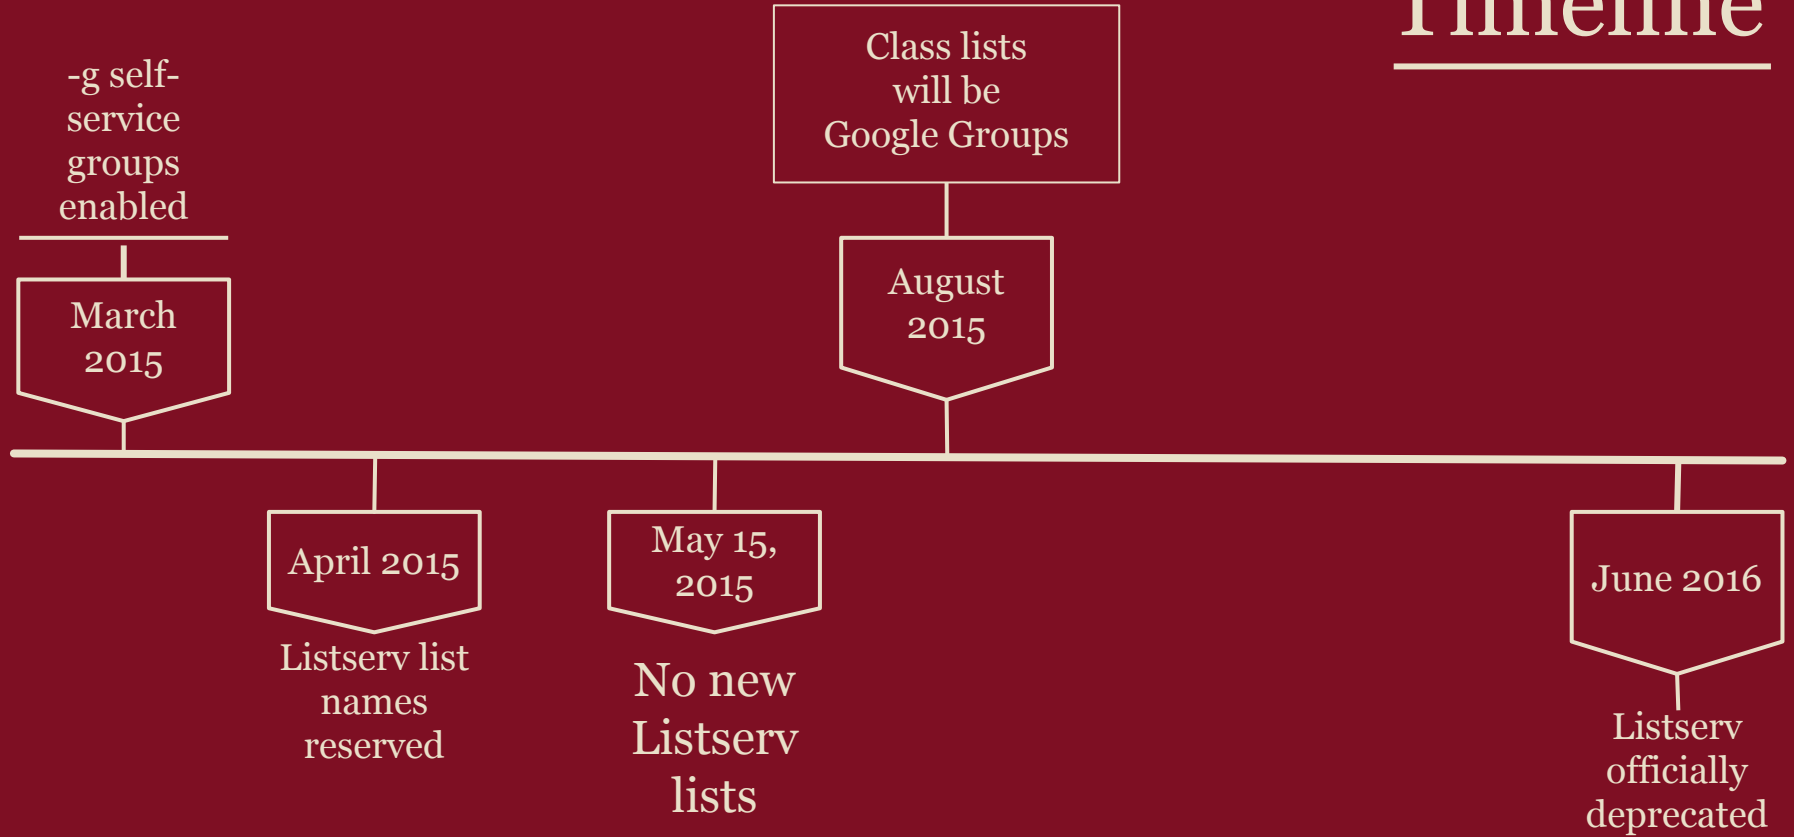 Timeline
-g self-
service
groups
enabled
March
2015
April 2015
Listserv list
names
reserved
May 15,
2015
No new
Listserv
lists
Class lists
will be
Google Groups
August
2015
June 2016
Listserv
officially
deprecated